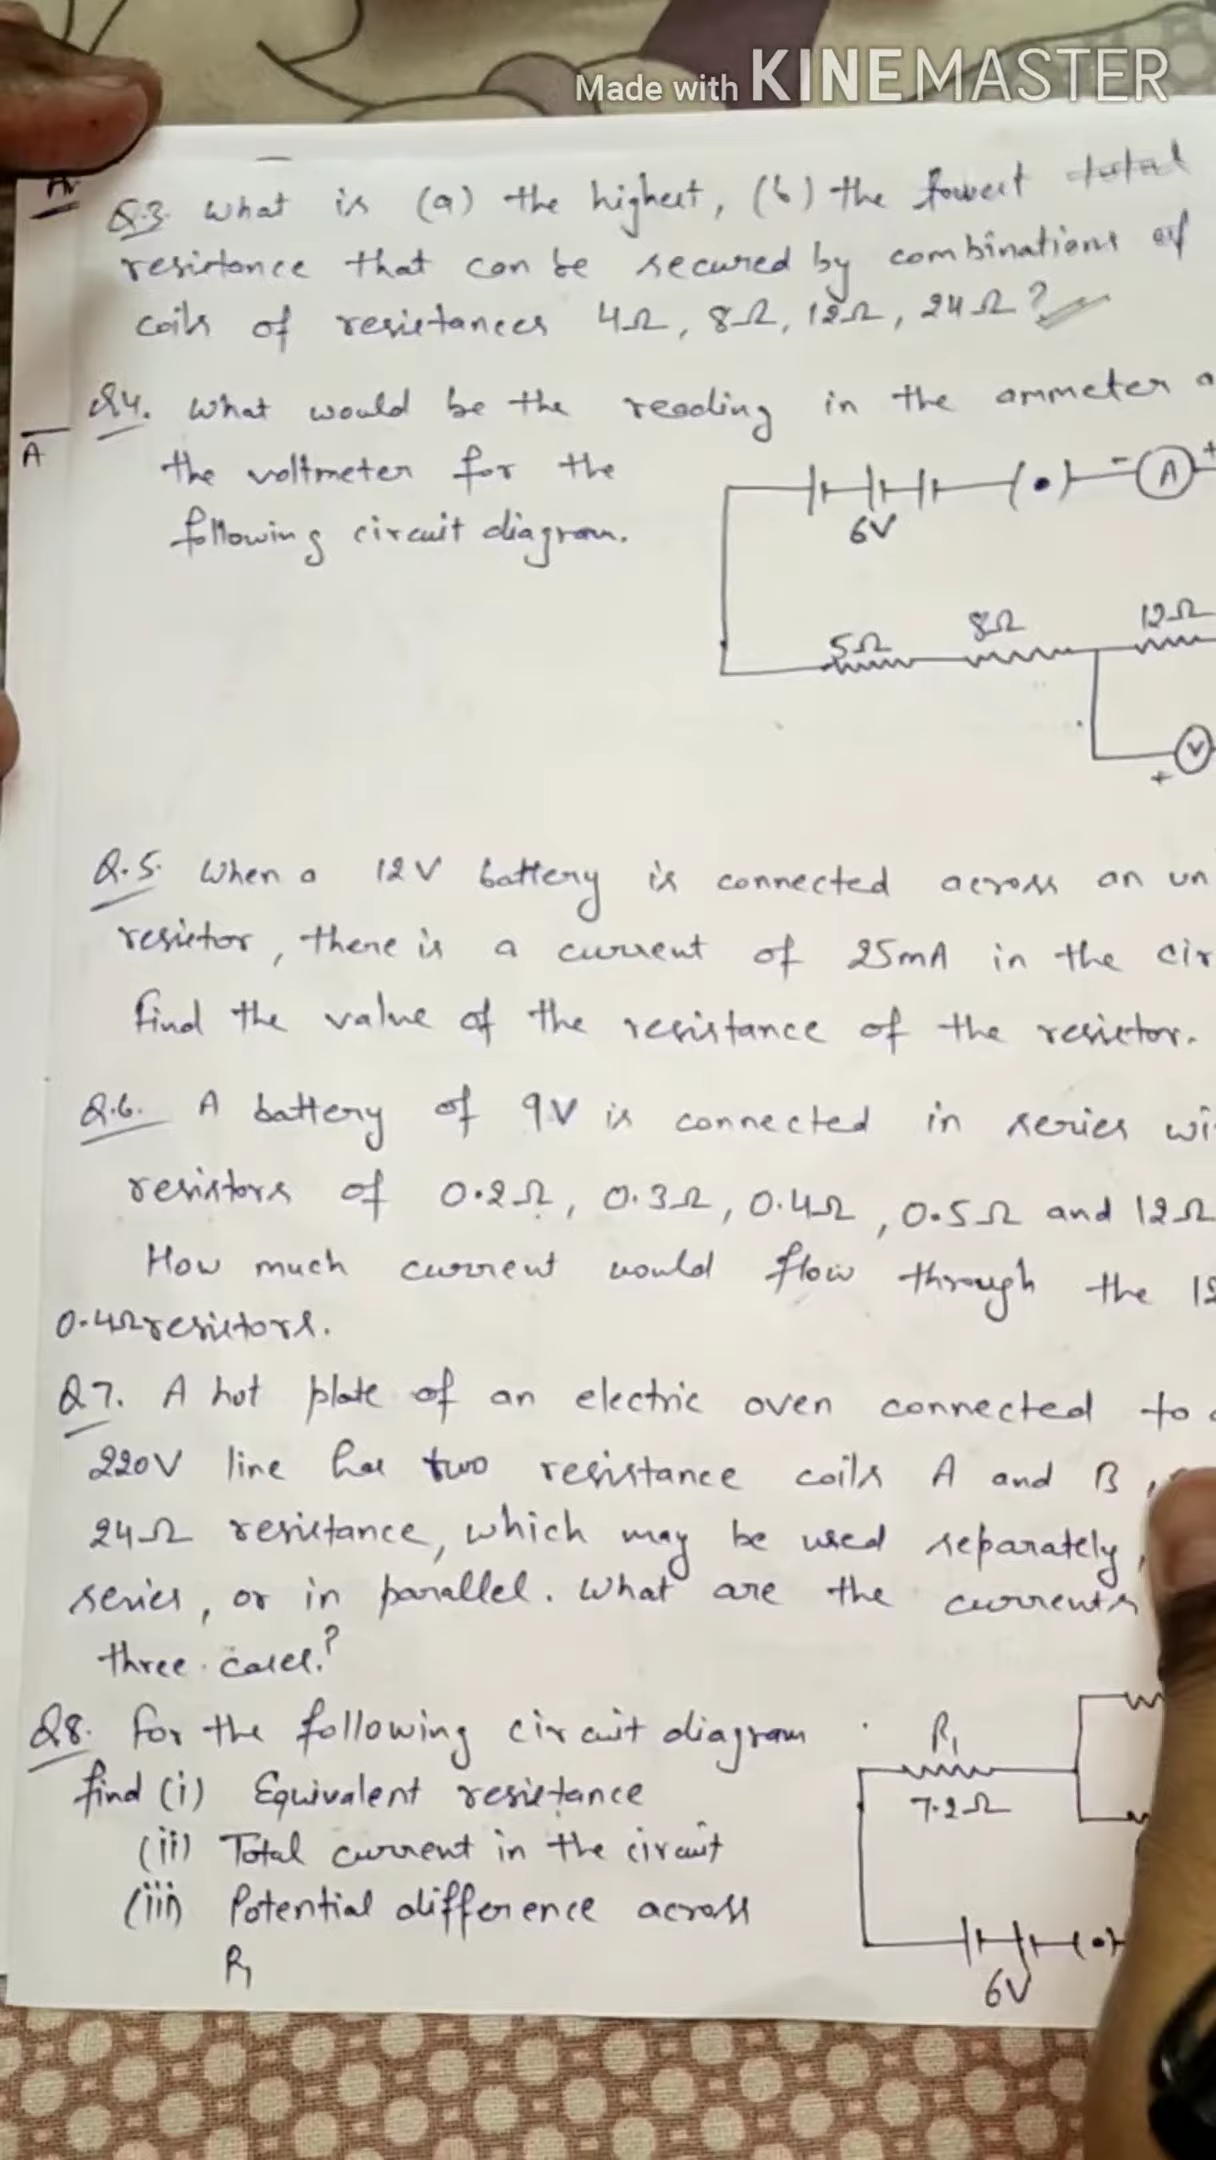 Made with KINEMASTER
A.
Q.3. What is (a) the highest, (b) the lowest total
resistance that can be secured by combinations of
coils of resistances 4Ω, 8Ω, 12Ω, 24Ω?
A
Q4. What would be the reading in the ammeter a
the voltmeter for the
following circuit diagram.
- A +
6V
5Ω 8Ω 12Ω
V
+
Q.5. When a 12V battery is connected across an un
resistor, there is a current of 25mA in the cir
find the value of the resistance of the resistor.
Q.6. A battery of 9V is connected in series wi
resistors of 0.2Ω, 0.3Ω, 0.4Ω, 0.5Ω and 12Ω
How much current would flow through the 12
0.4Ω resistors.
Q7. A hot plate of an electric oven connected to a
220V line has two resistance coils A and B,
24Ω resistance, which may be used separately,
series, or in parallel. What are the currents
three cases?
Q8. For the following circuit diagram
find (i) Equivalent resistance
(ii) Total current in the circuit
(iii) Potential difference across
R1
R1
7.2Ω
6V